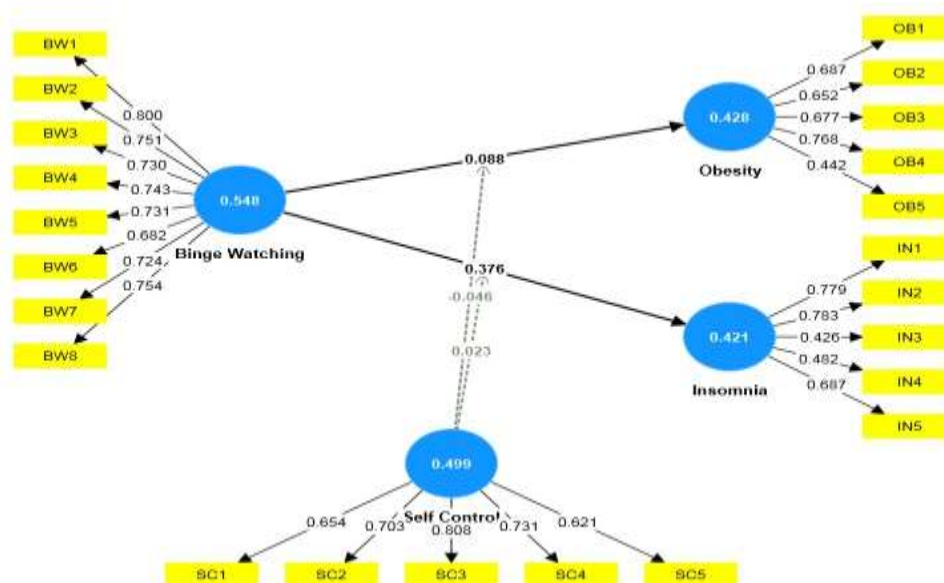 BW1
BW2
BW3
BW4
BW5
BW6
BW7
BW8
0.800
0.751
0.730
0.743
0.731
0.682
0.724
0.754
0.548
Binge Watching
0.088
0.376
-0.046
0.023
0.428
Obesity
0.687
0.652
0.677
0.768
0.442
OB1
OB2
OB3
OB4
OB5
0.421
Insomnia
0.779
0.783
0.426
0.482
0.687
IN1
IN2
IN3
IN4
IN5
0.499
Self Control
0.654
0.703
0.808
0.731
0.621
SC1
SC2
SC3
SC4
SC5